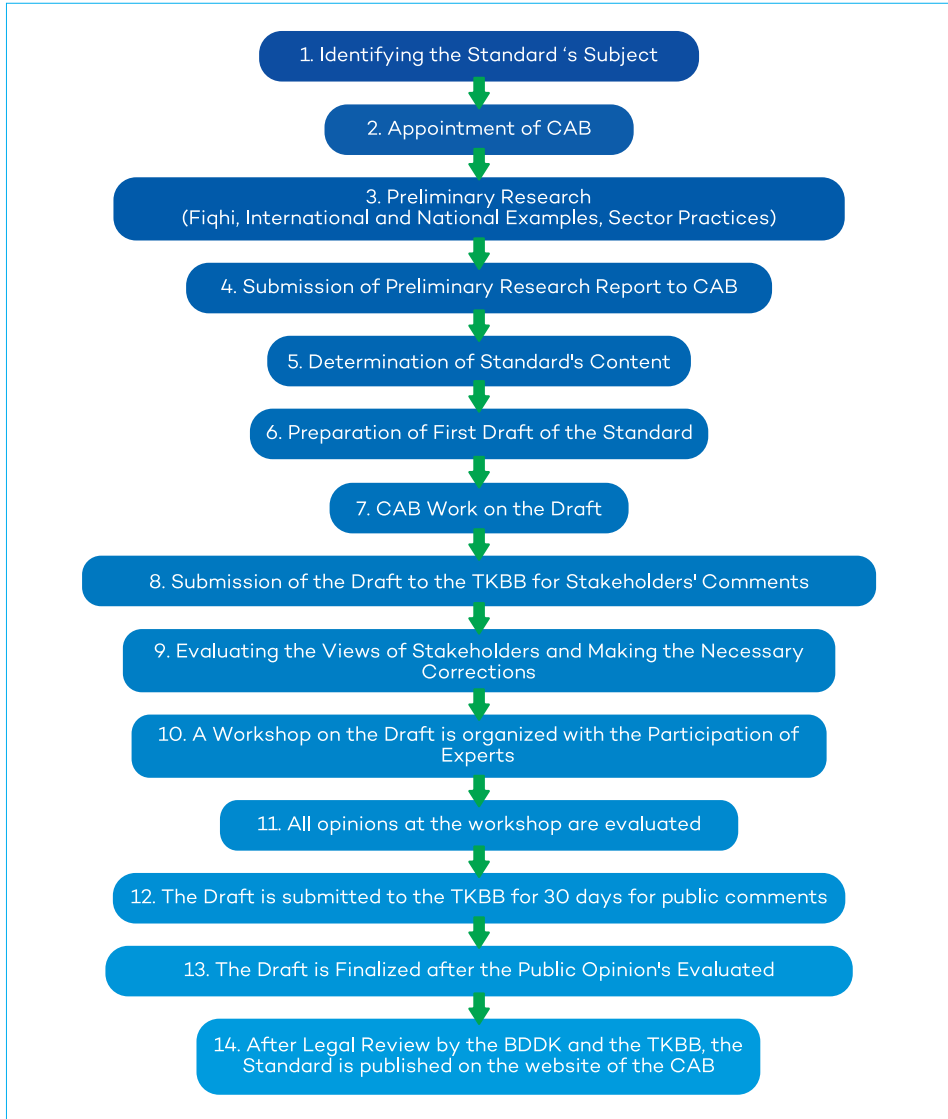 1. Identifying the Standard ‘s Subject
2. Appointment of CAB
3. Preliminary Research
(Fiqhi, International and National Examples, Sector Practices)
4. Submission of Preliminary Research Report to CAB
5. Determination of Standard's Content
6. Preparation of First Draft of the Standard
7. CAB Work on the Draft
8. Submission of the Draft to the TKBB for Stakeholders' Comments
9. Evaluating the Views of Stakeholders and Making the Necessary
Corrections
10. A Workshop on the Draft is organized with the Participation of
Experts
11. All opinions at the workshop are evaluated
12. The Draft is submitted to the TKBB for 30 days for public comments
13. The Draft is Finalized after the Public Opinion's Evaluated
14. After Legal Review by the BDDK and the TKBB, the
Standard is published on the website of the CAB